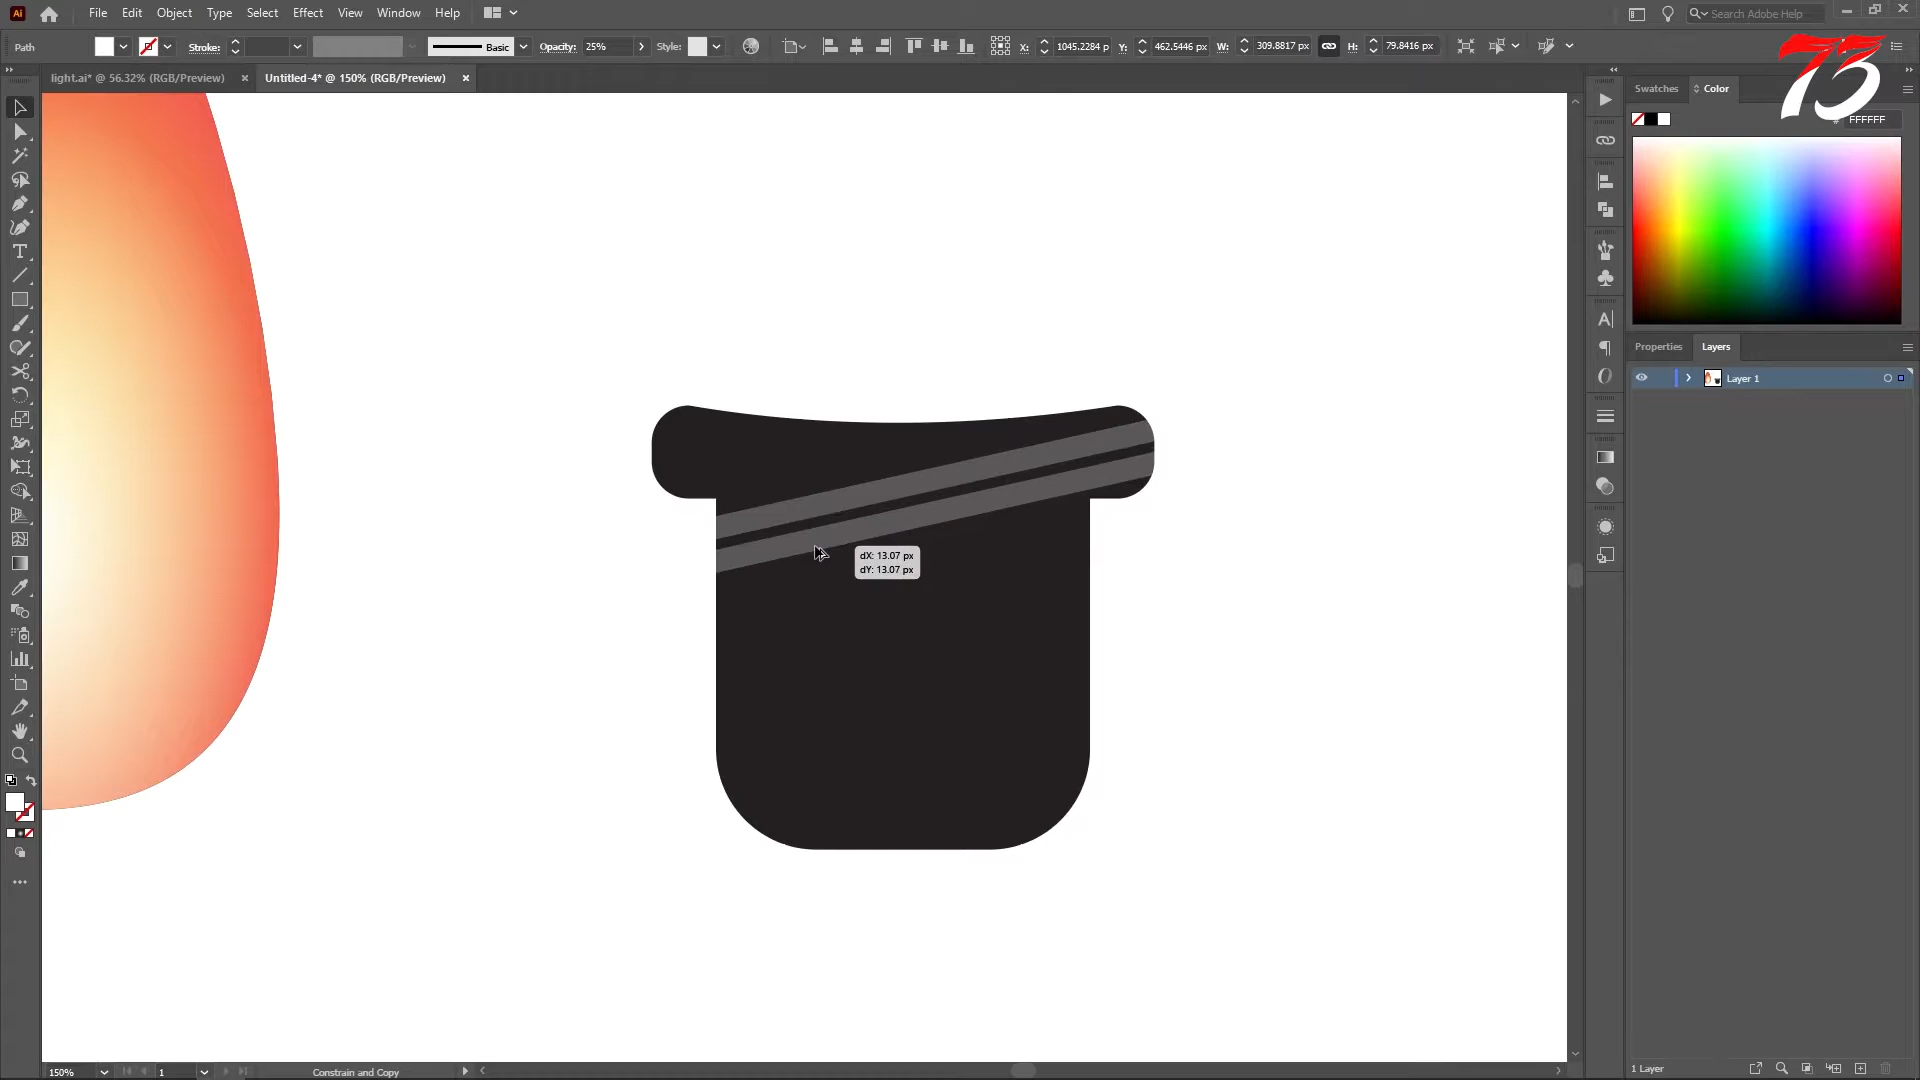 Ai File Edit Object Type Select Effect View Window Help Search Adobe Help
Path Stroke: Basic Opacity: 25% Style: X: 1045.2284 p Y: 462.5446 px W: 309.8817 px H: 79.8416 px
73
light.ai* @ 56.32% (RGB/Preview) × Untitled-4* @ 150% (RGB/Preview) ×
Swatches Color
# FFFFFF
Properties Layers
Layer 1
dX: 13.07 px
dY: 13.07 px
150% 1 Constrain and Copy 1 Layer